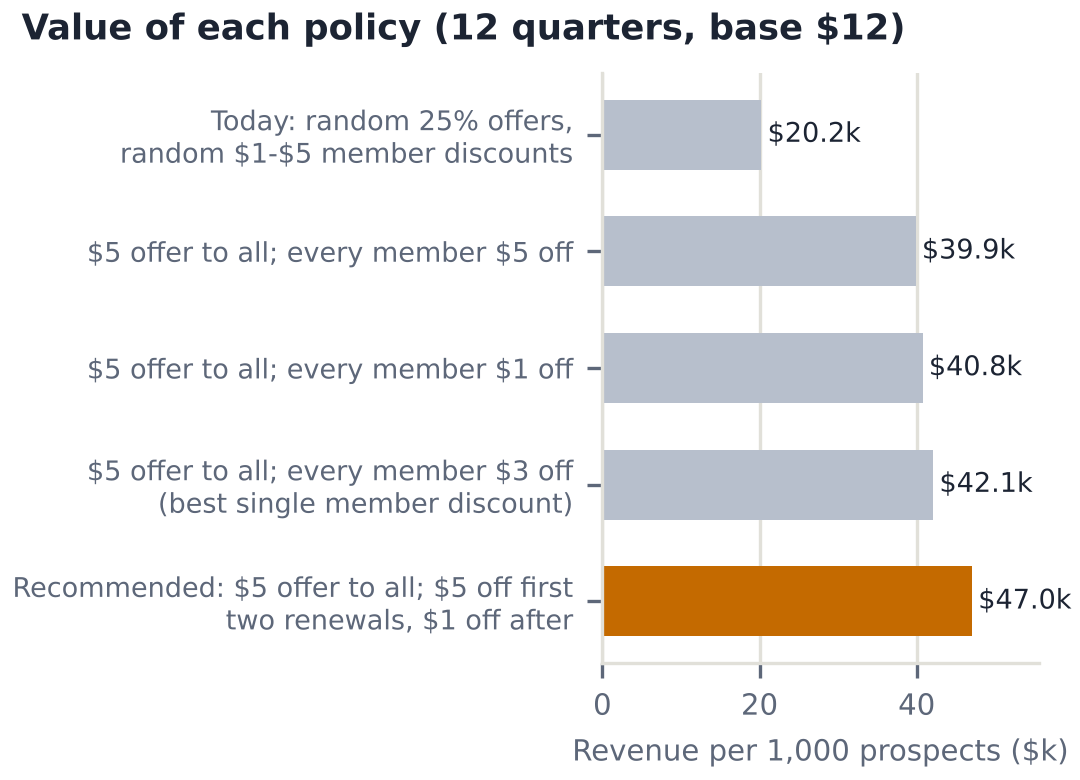 Value of each policy (12 quarters, base $12)
Today: random 25% offers,
random $1-$5 member discounts
$20.2k
$5 offer to all; every member $5 off
$39.9k
$5 offer to all; every member $1 off
$40.8k
$5 offer to all; every member $3 off
(best single member discount)
$42.1k
Recommended: $5 offer to all; $5 off first
two renewals, $1 off after
$47.0k
0 20 40
Revenue per 1,000 prospects ($k)